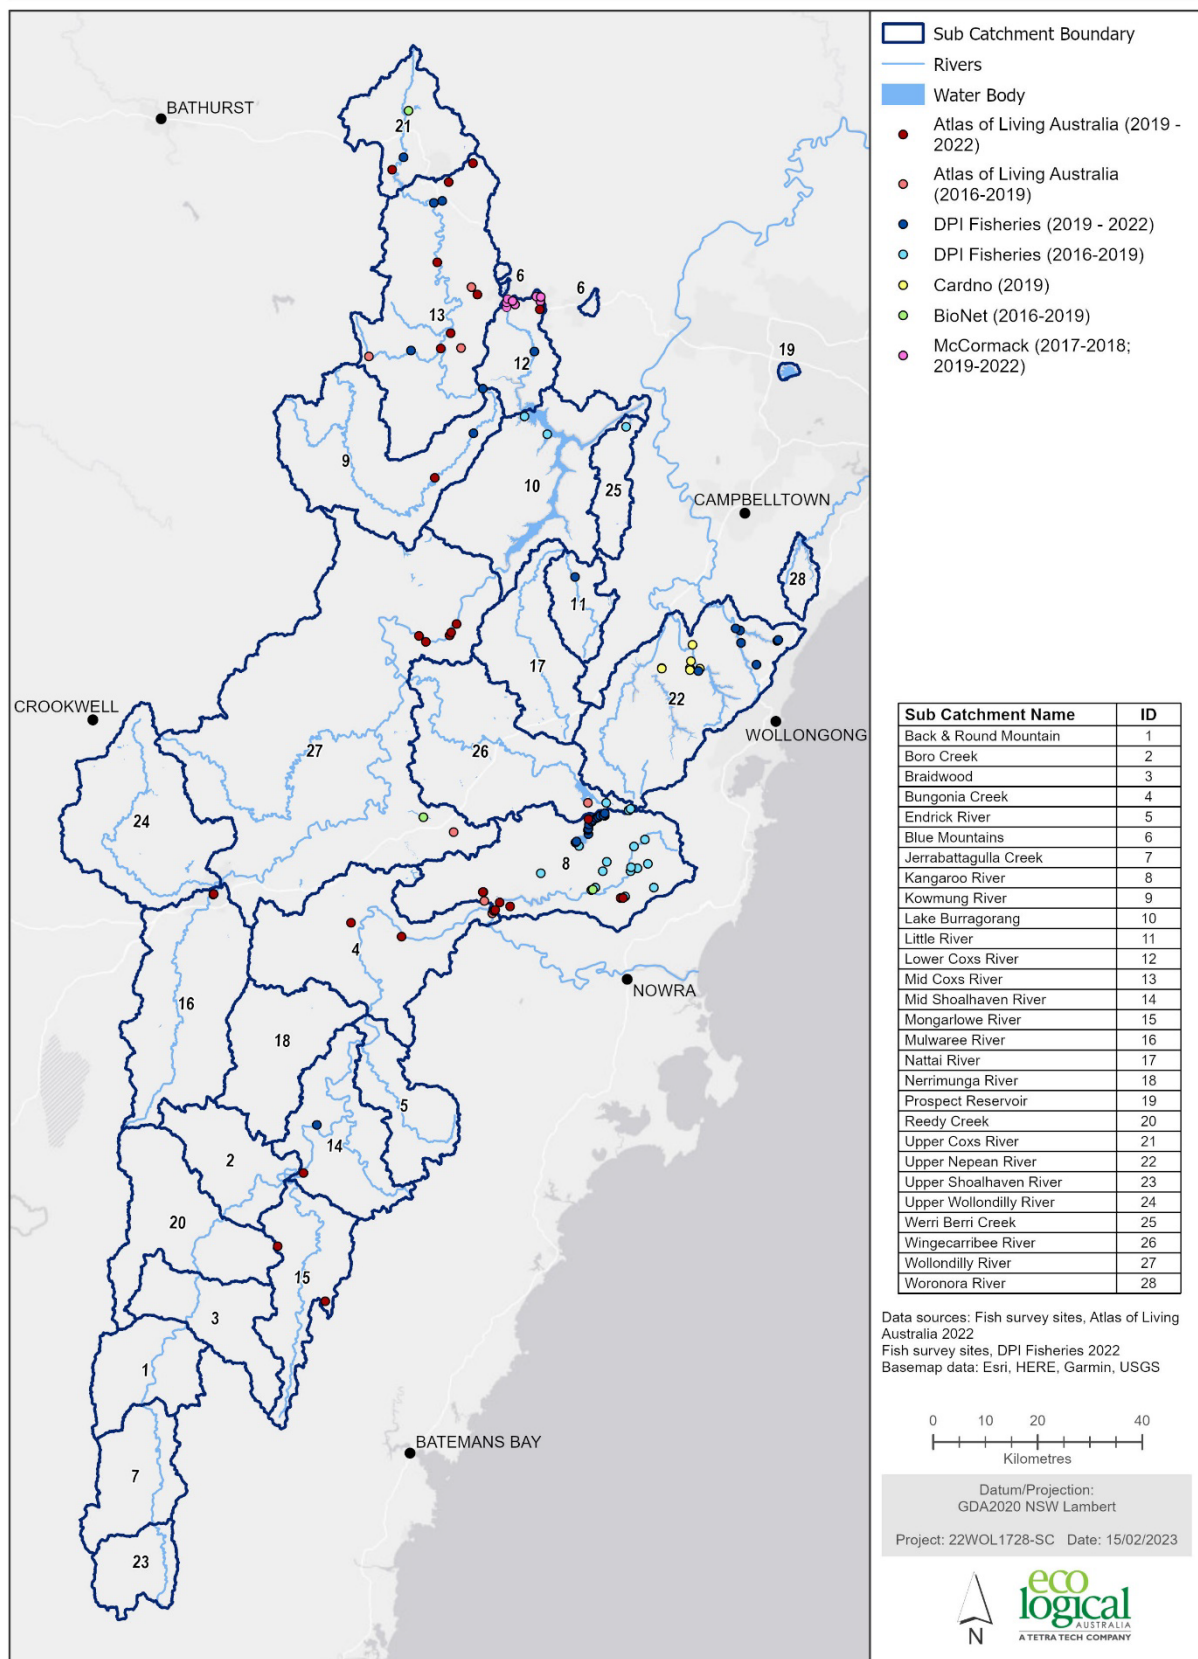 BATHURST
21
6
6
13
19
12
9
10
25
CAMPBELLTOWN
28
11
17
22
CROOKWELL
WOLLONGONG
27
26
24
8
4
NOWRA
16
18
5
14
2
20
15
3
1
BATEMANS BAY
7
23
Sub Catchment Boundary
Rivers
Water Body
Atlas of Living Australia (2019 -
2022)
Atlas of Living Australia
(2016-2019)
DPI Fisheries (2019 - 2022)
DPI Fisheries (2016-2019)
Cardno (2019)
BioNet (2016-2019)
McCormack (2017-2018;
2019-2022)
Sub Catchment Name ID
Back & Round Mountain 1
Boro Creek 2
Braidwood 3
Bungonia Creek 4
Endrick River 5
Blue Mountains 6
Jerrabattagulla Creek 7
Kangaroo River 8
Kowmung River 9
Lake Burragorang 10
Little River 11
Lower Coxs River 12
Mid Coxs River 13
Mid Shoalhaven River 14
Mongarlowe River 15
Mulwaree River 16
Nattai River 17
Nerrimunga River 18
Prospect Reservoir 19
Reedy Creek 20
Upper Coxs River 21
Upper Nepean River 22
Upper Shoalhaven River 23
Upper Wollondilly River 24
Werri Berri Creek 25
Wingecarribee River 26
Wollondilly River 27
Woronora River 28
Data sources: Fish survey sites, Atlas of Living
Australia 2022
Fish survey sites, DPI Fisheries 2022
Basemap data: Esri, HERE, Garmin, USGS
0 10 20 40
Kilometres
Datum/Projection:
GDA2020 NSW Lambert
Project: 22WOL1728-SC Date: 15/02/2023
N
eco
logical
AUSTRALIA
A TETRA TECH COMPANY